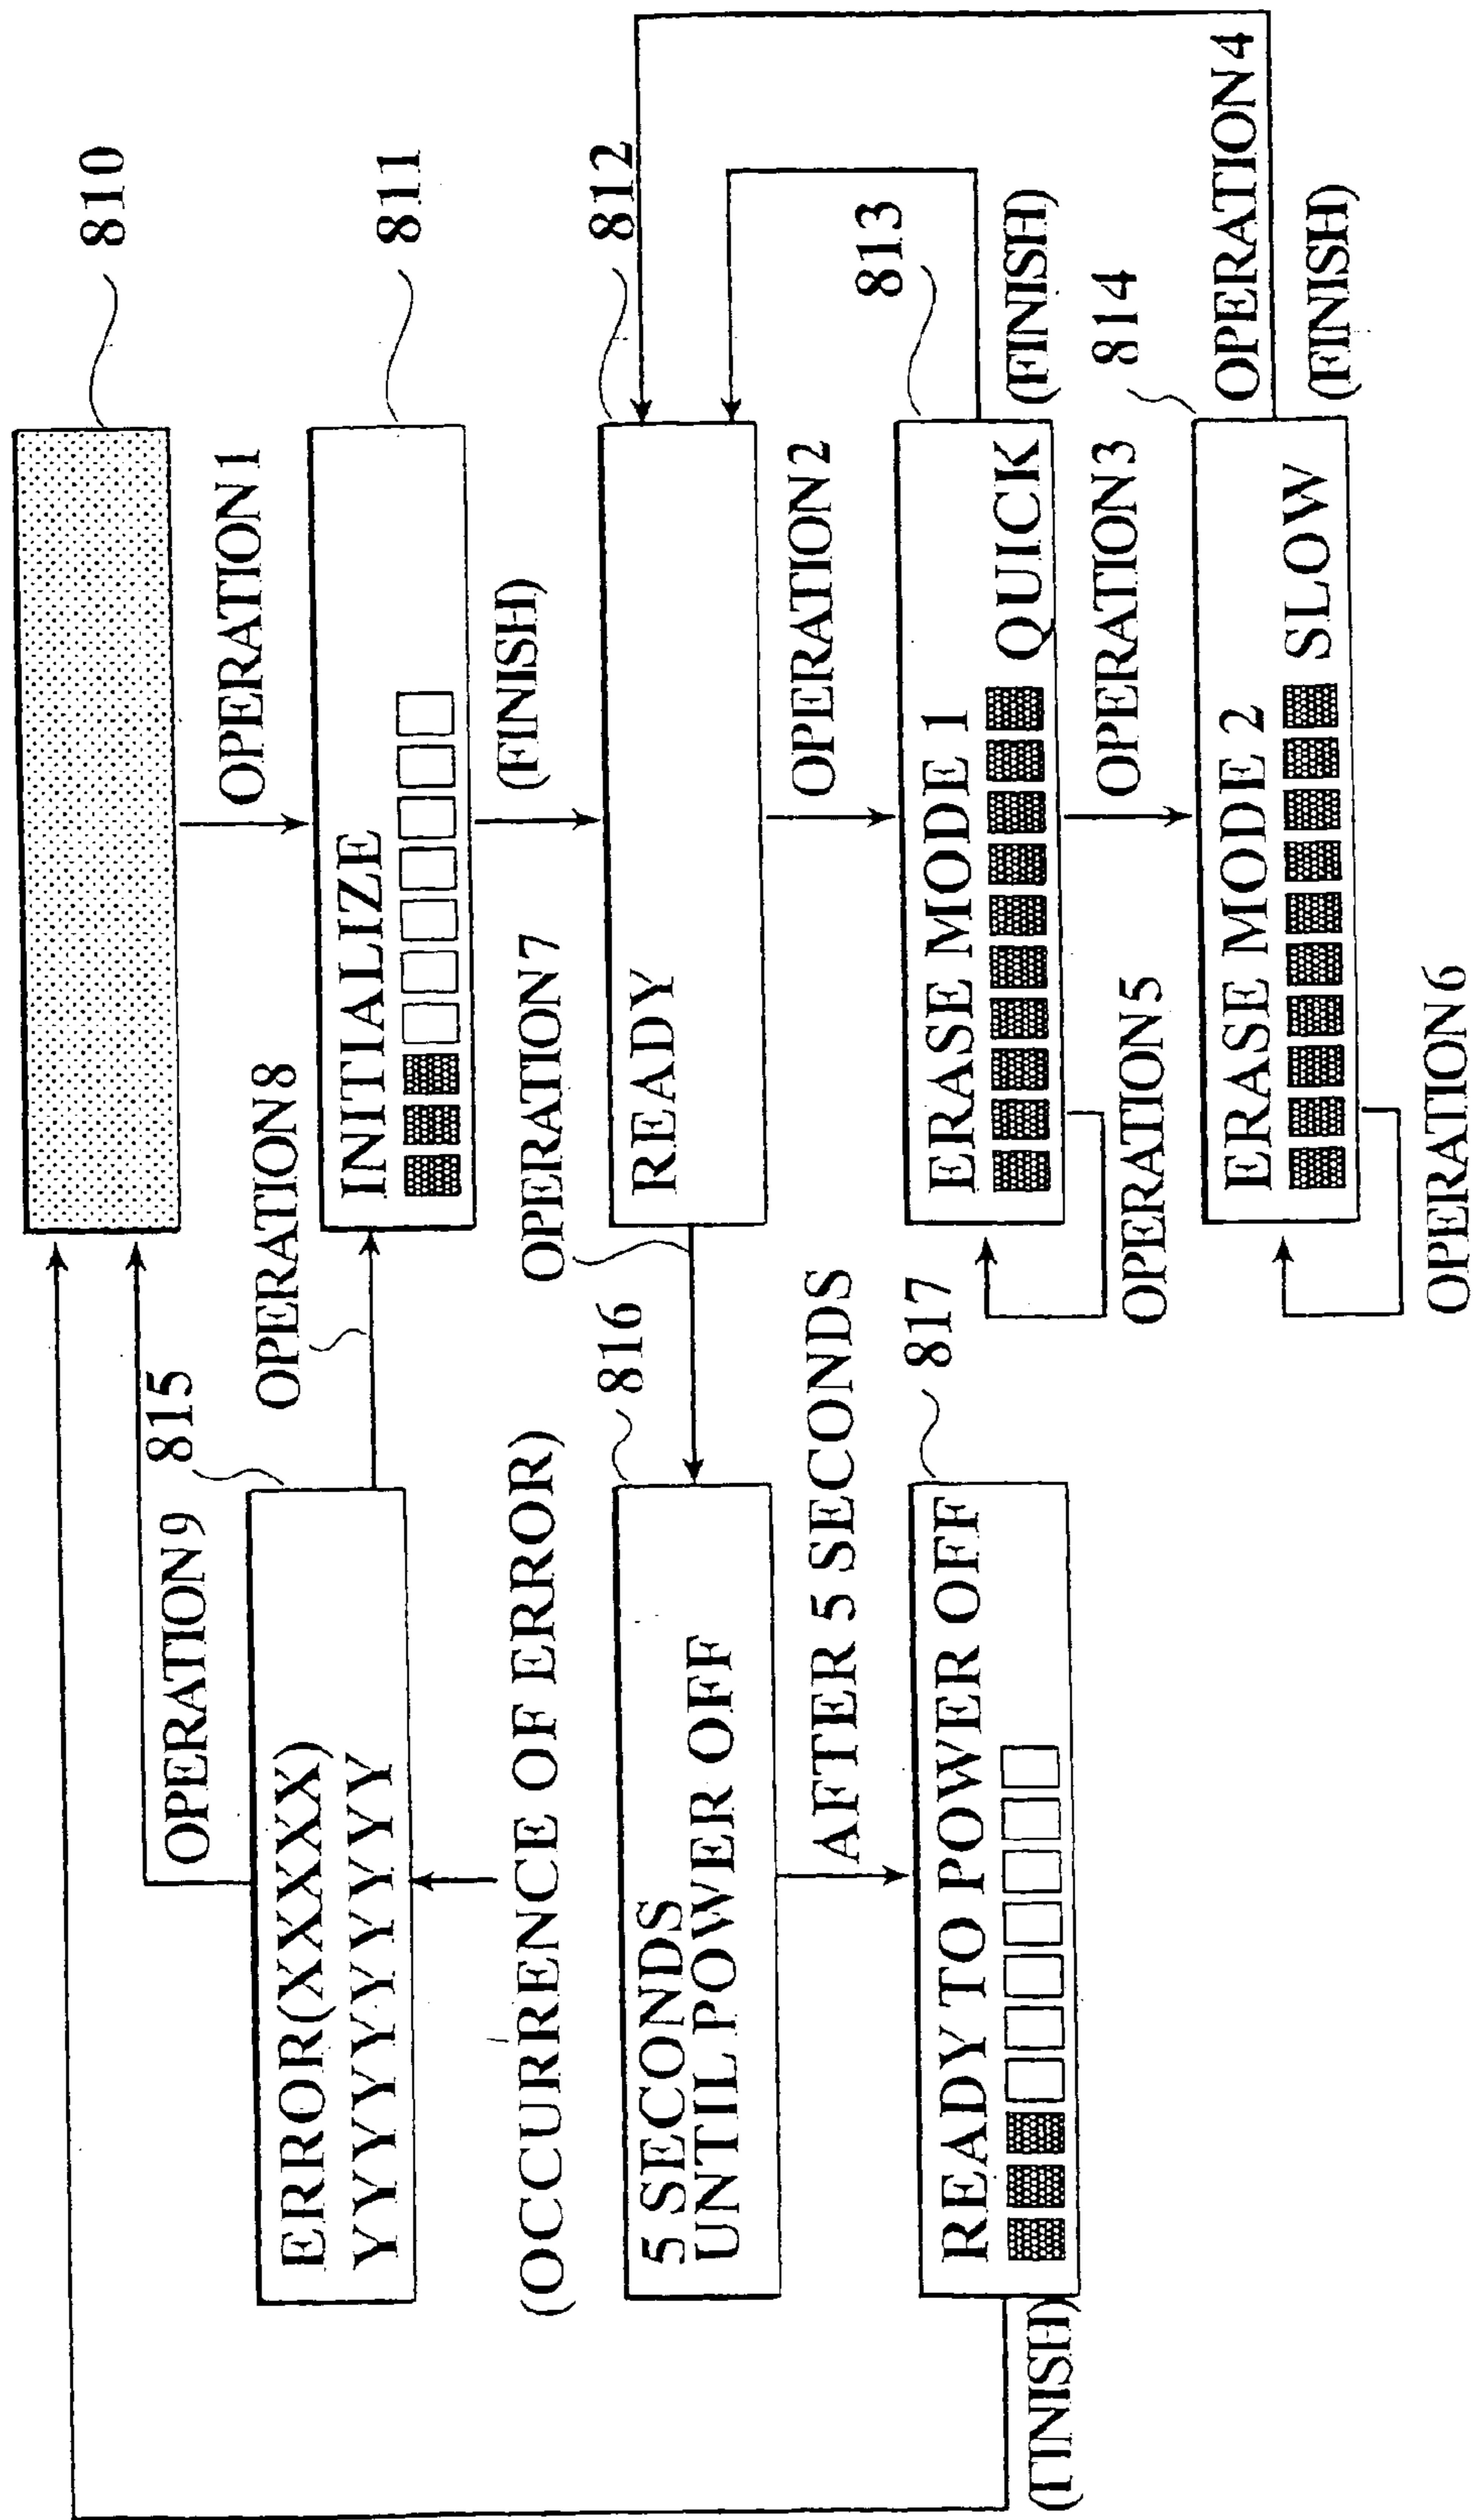 810
OPERATION 1
OPERATION 9
815
OPERATION 8
811
ERROR(XXXXX)
YYYYYYYYYY
INITIALIZE
(OCCURRENCE OF ERROR)
(FINISH)
OPERATION 7
816
812
5 SECONDS
UNTIL POWER OFF
READY
AFTER 5 SECONDS
OPERATION 2
817
813
READY TO POWER OFF
ERASE MODE 1
QUICK
(FINISH)
(FINISH)
OPERATION 5
OPERATION 3
814
OPERATION 4
ERASE MODE 2
SLOW
(FINISH)
OPERATION 6